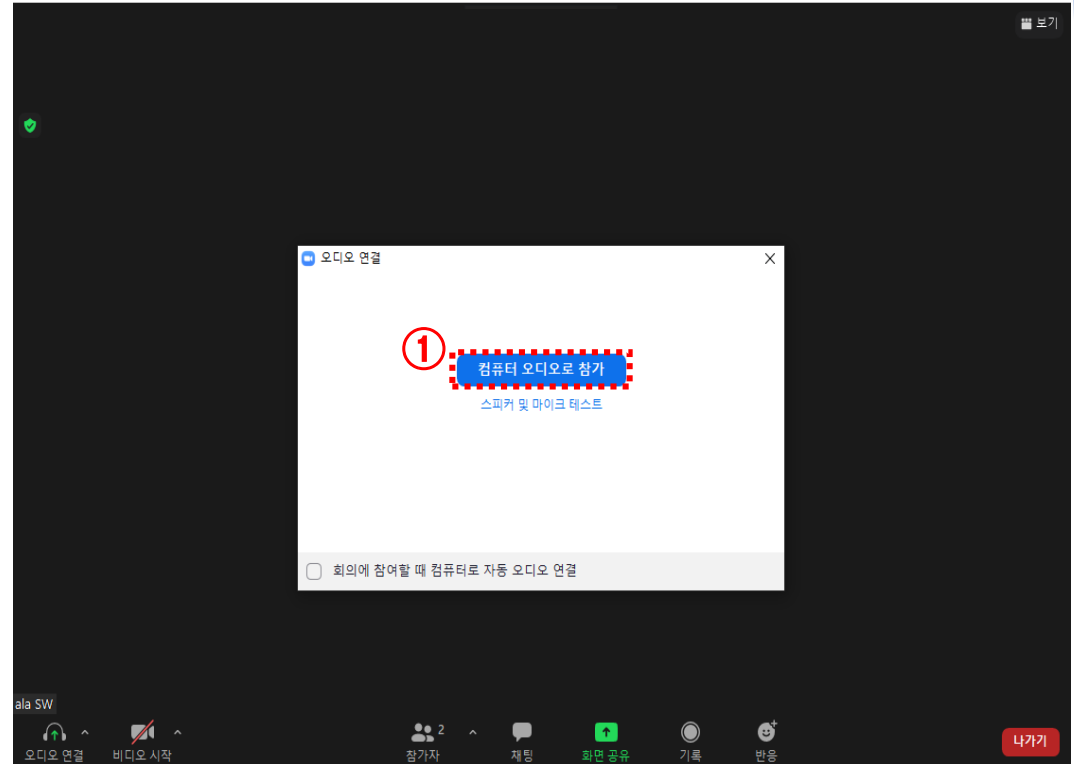 보기
오디오 연결
①
컴퓨터 오디오로 참가
스피커 및 마이크 테스트
회의에 참여할 때 컴퓨터로 자동 오디오 연결
ala SW
오디오 연결
비디오 시작
2
참가자
채팅
화면 공유
기록
반응
나가기